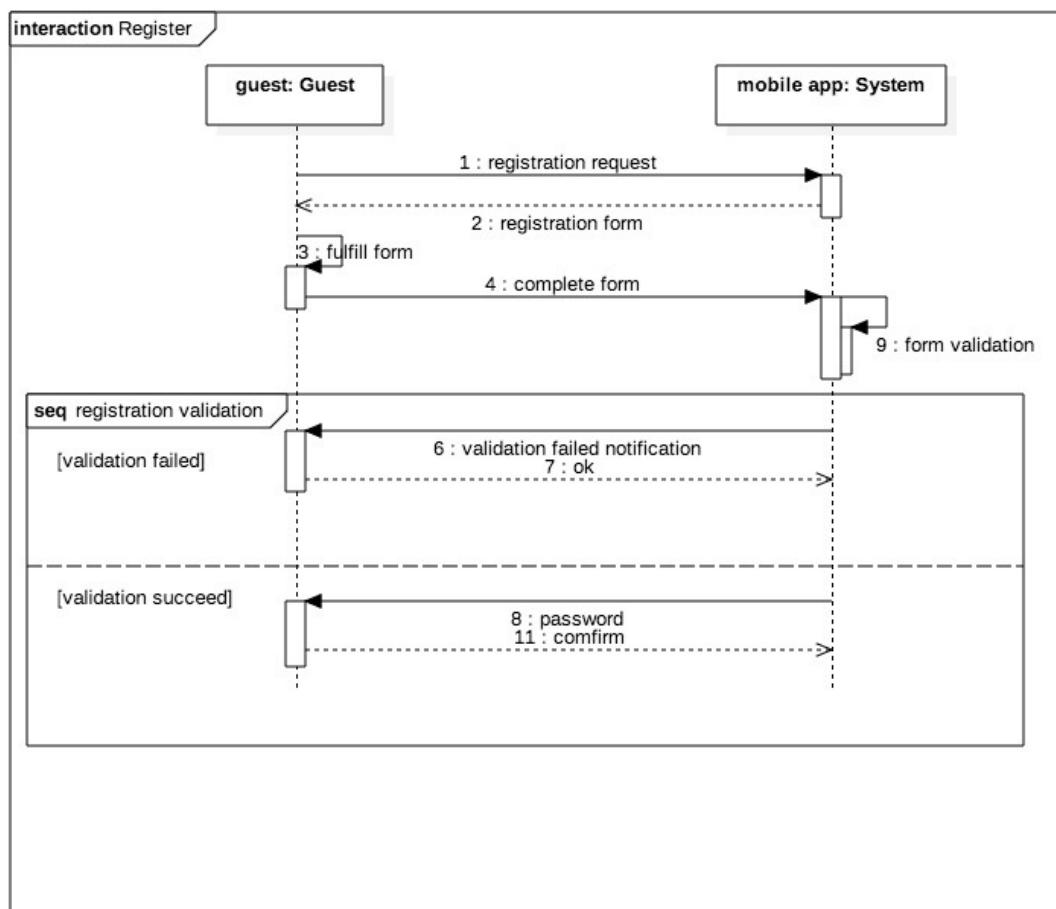 interaction Register
guest: Guest
mobile app: System
1 : registration request
2 : registration form
3 : fulfill form
4 : complete form
9 : form validation
seq registration validation
[validation failed]
6 : validation failed notification
7 : ok
[validation succeed]
8 : password
11 : comfirm